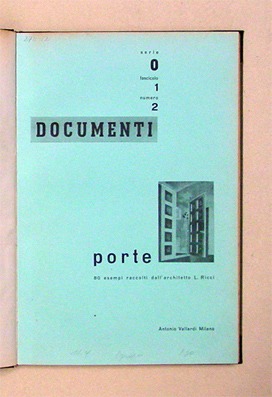 serie
0
fascicolo
1
numero
2
DOCUMENTI
porte
80 esempi raccolti dall'architetto L. Ricci
Antonio Vallardi Milano